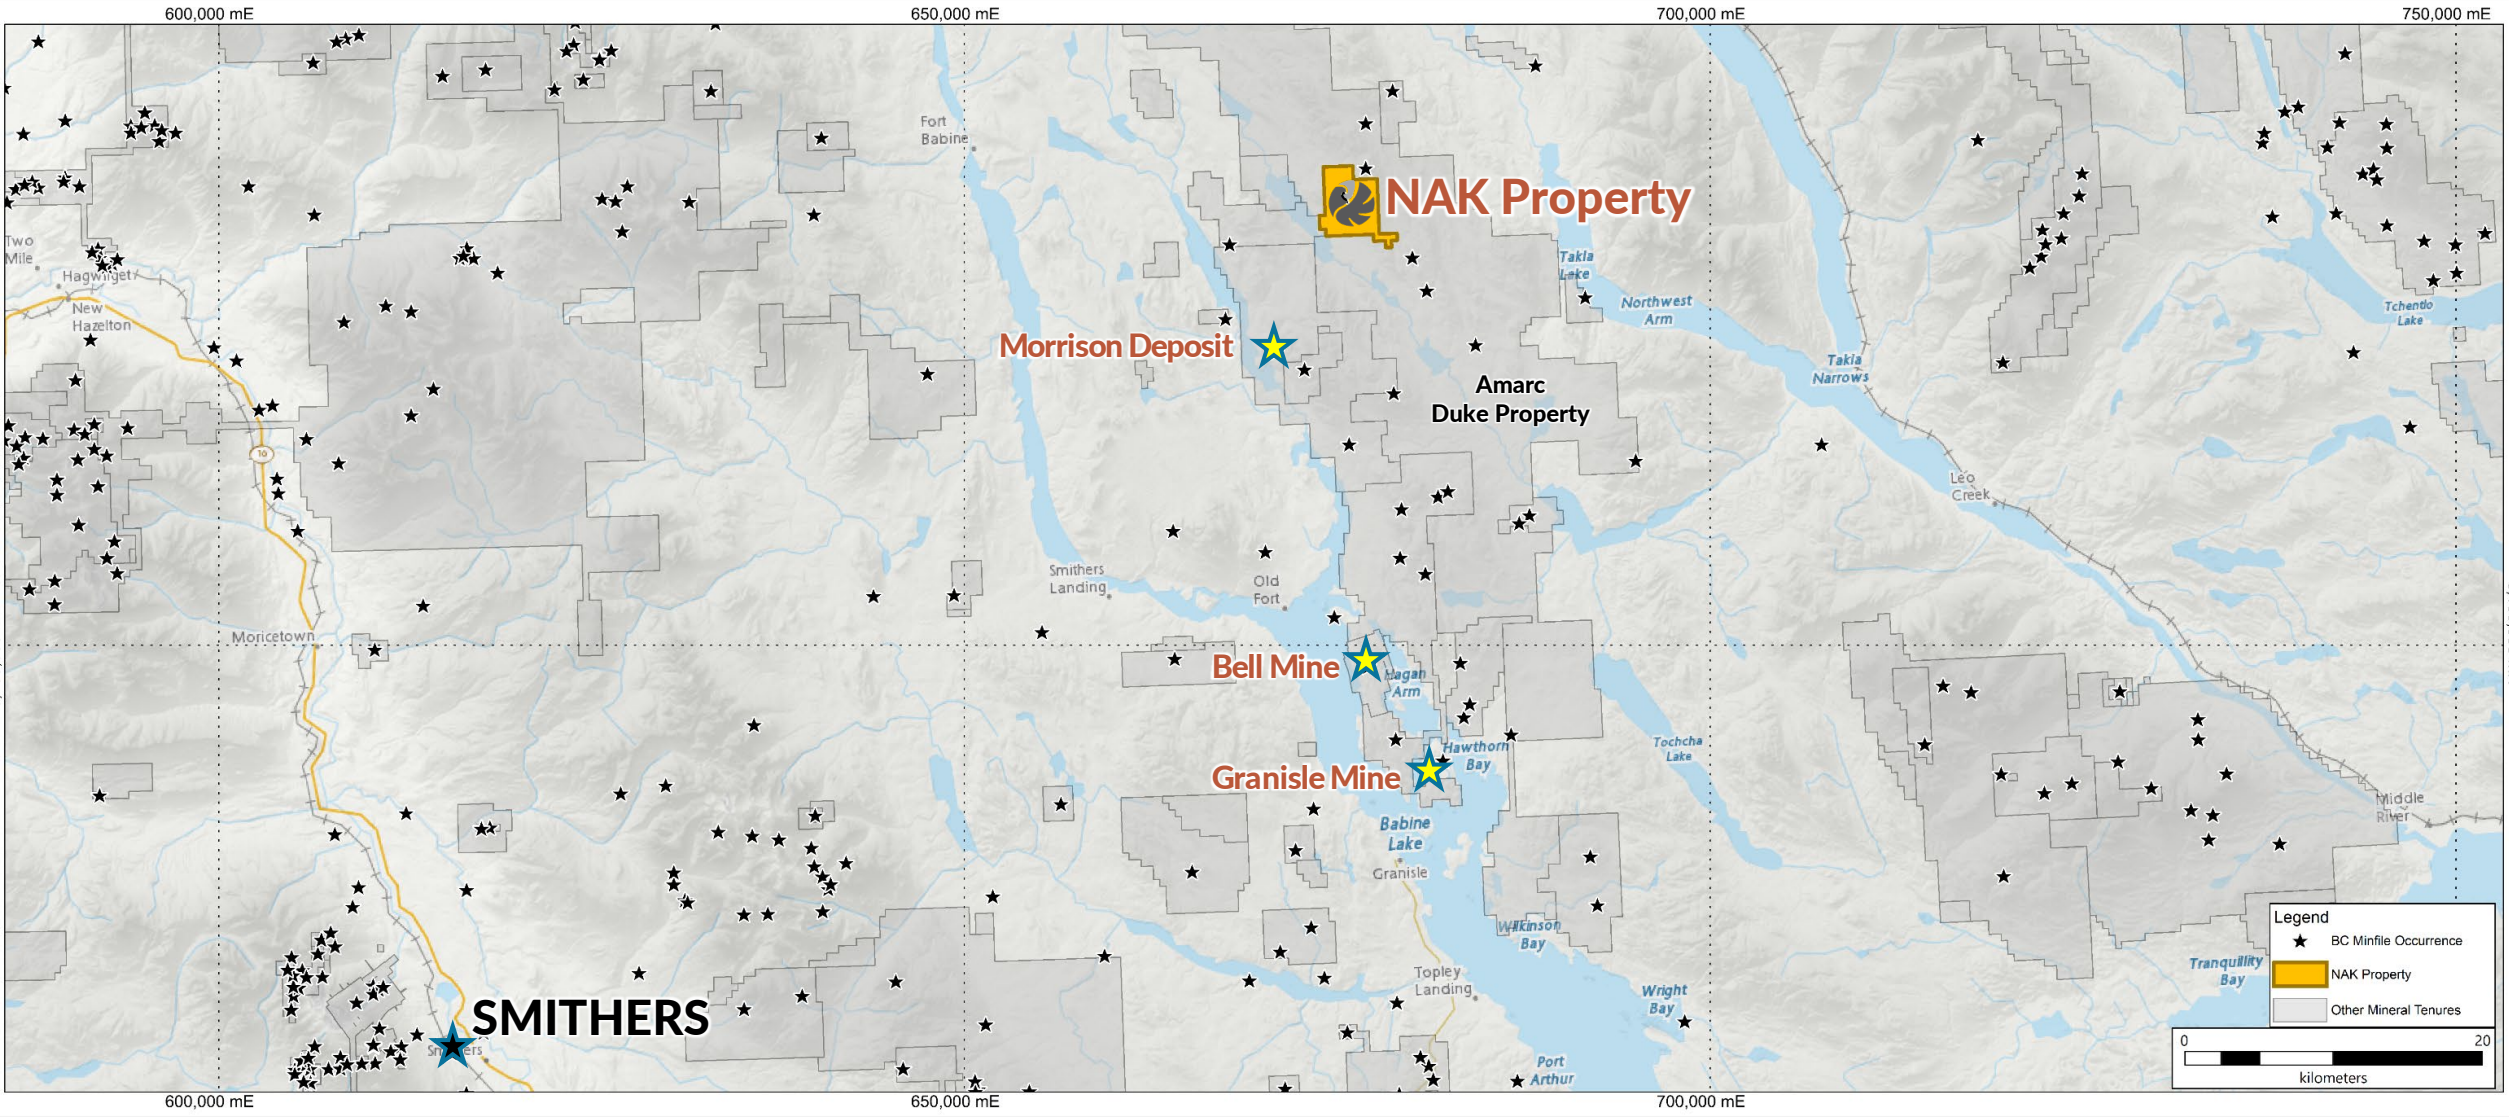 600,000 mE
650,000 mE
700,000 mE
750,000 mE
Fort
Babine
NAK Property
Two
Mile
Hagwilget
New
Hazelton
Takla
Lake
Northwest
Arm
Tchentlo
Lake
Morrison Deposit
Takla
Narrows
Amarc
Duke Property
16
Leo
Creek
Smithers
Landing
Old
Fort
Moricetown
Bell Mine
Hagan
Arm
Hawthorn
Bay
Tochcha
Lake
Granisle Mine
Middle
River
Babine
Lake
Granisle
Wilkinson
Bay
Topley
Landing
Wright
Bay
Tranquillity
Bay
SMITHERS
Smithers
Port
Arthur
Legend
BC Minfile Occurrence
NAK Property
Other Mineral Tenures
0
20
kilometers
600,000 mE
650,000 mE
700,000 mE